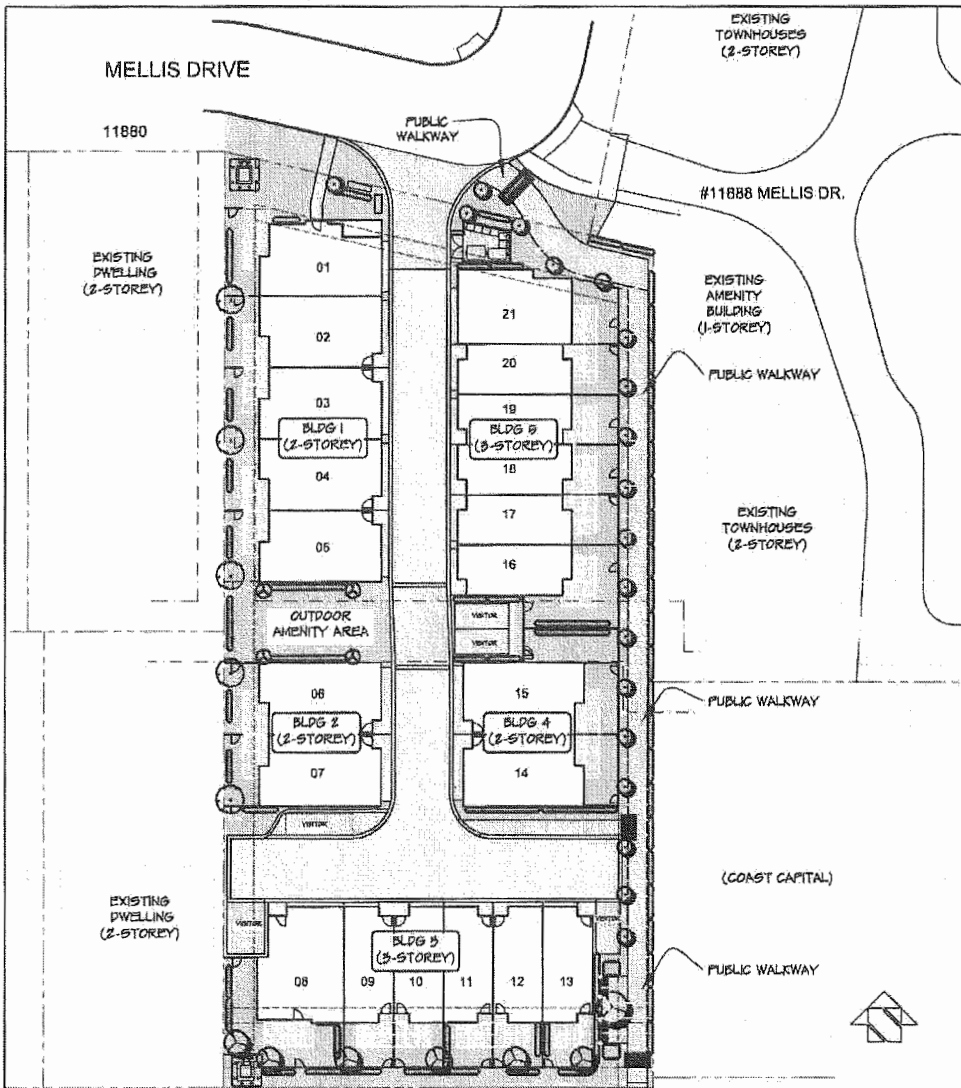 EXISTING
TOWNHOUSES
(2-STOREY)
MELLIS DRIVE
11880
PUBLIC
WALKWAY
#11888 MELLIS DR.
EXISTING
DWELLING
(2-STOREY)
01
02
03
BLDG 1
(2-STOREY)
04
05
21
20
19
BLDG 5
(3-STOREY)
18
17
16
EXISTING
AMENITY
BUILDING
(1-STOREY)
PUBLIC WALKWAY
EXISTING
TOWNHOUSES
(2-STOREY)
OUTDOOR
AMENITY AREA
VISITOR
VISITOR
06
BLDG 2
(2-STOREY)
07
15
BLDG 4
(2-STOREY)
14
PUBLIC WALKWAY
VISITOR
(COAST CAPITAL)
EXISTING
DWELLING
(2-STOREY)
VISITOR
BLDG 3
(3-STOREY)
VISITOR
08
09
10
11
12
13
PUBLIC WALKWAY